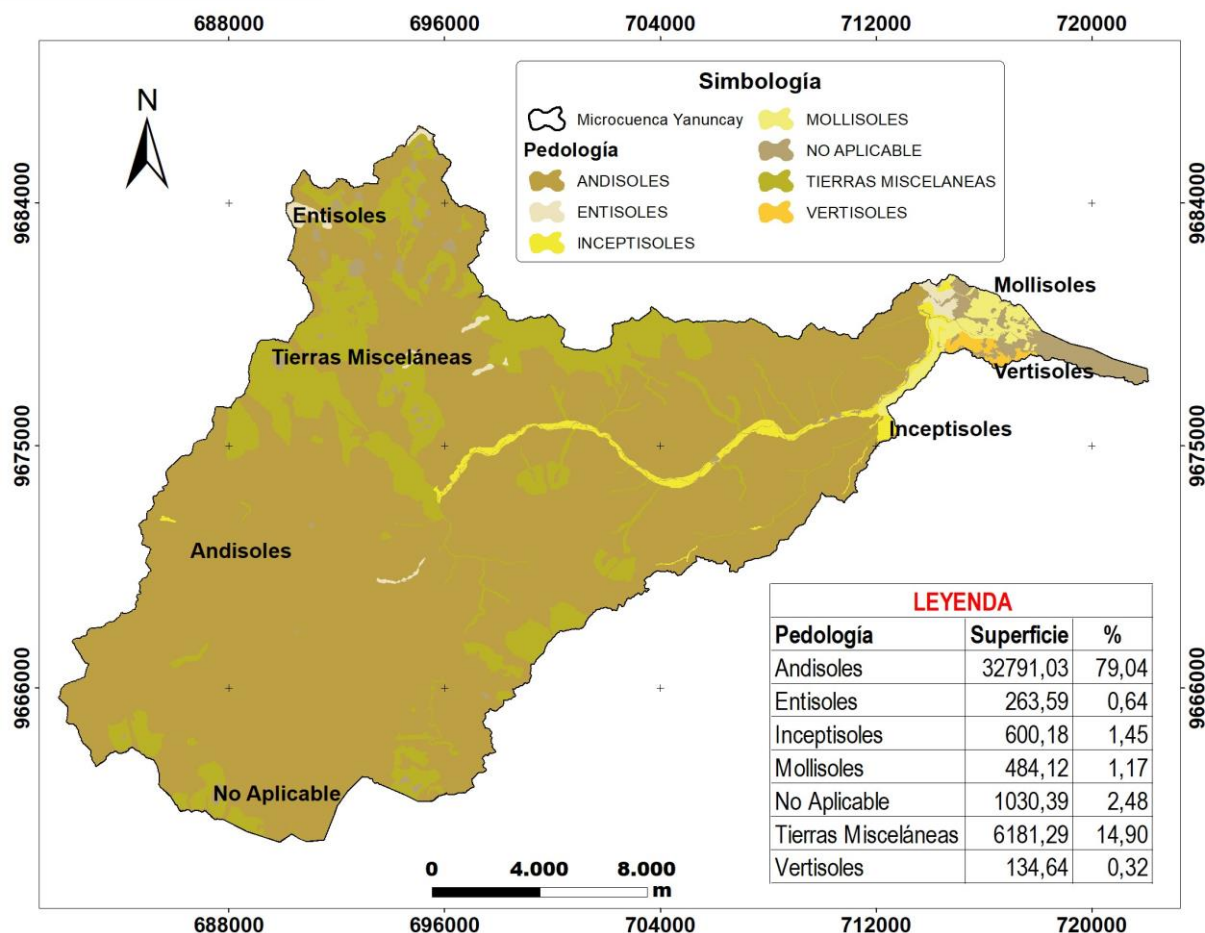 688000 696000 704000 712000 720000
Simbología
Microcuenca Yanuncay
Pedología
ANDISOLES
ENTISOLES
INCEPTISOLES
MOLLISOLES
NO APLICABLE
TIERRAS MISCELANEAS
VERTISOLES
N
9684000 9684000
Entisoles
Mollisoles
Tierras Misceláneas
Vertisoles
Inceptisoles
9675000 9675000
Andisoles
9666000 9666000
No Aplicable
LEYENDA
Pedología Superficie %
Andisoles 32791,03 79,04
Entisoles 263,59 0,64
Inceptisoles 600,18 1,45
Mollisoles 484,12 1,17
No Aplicable 1030,39 2,48
Tierras Misceláneas 6181,29 14,90
Vertisoles 134,64 0,32
0 4.000 8.000
m
688000 696000 704000 712000 720000